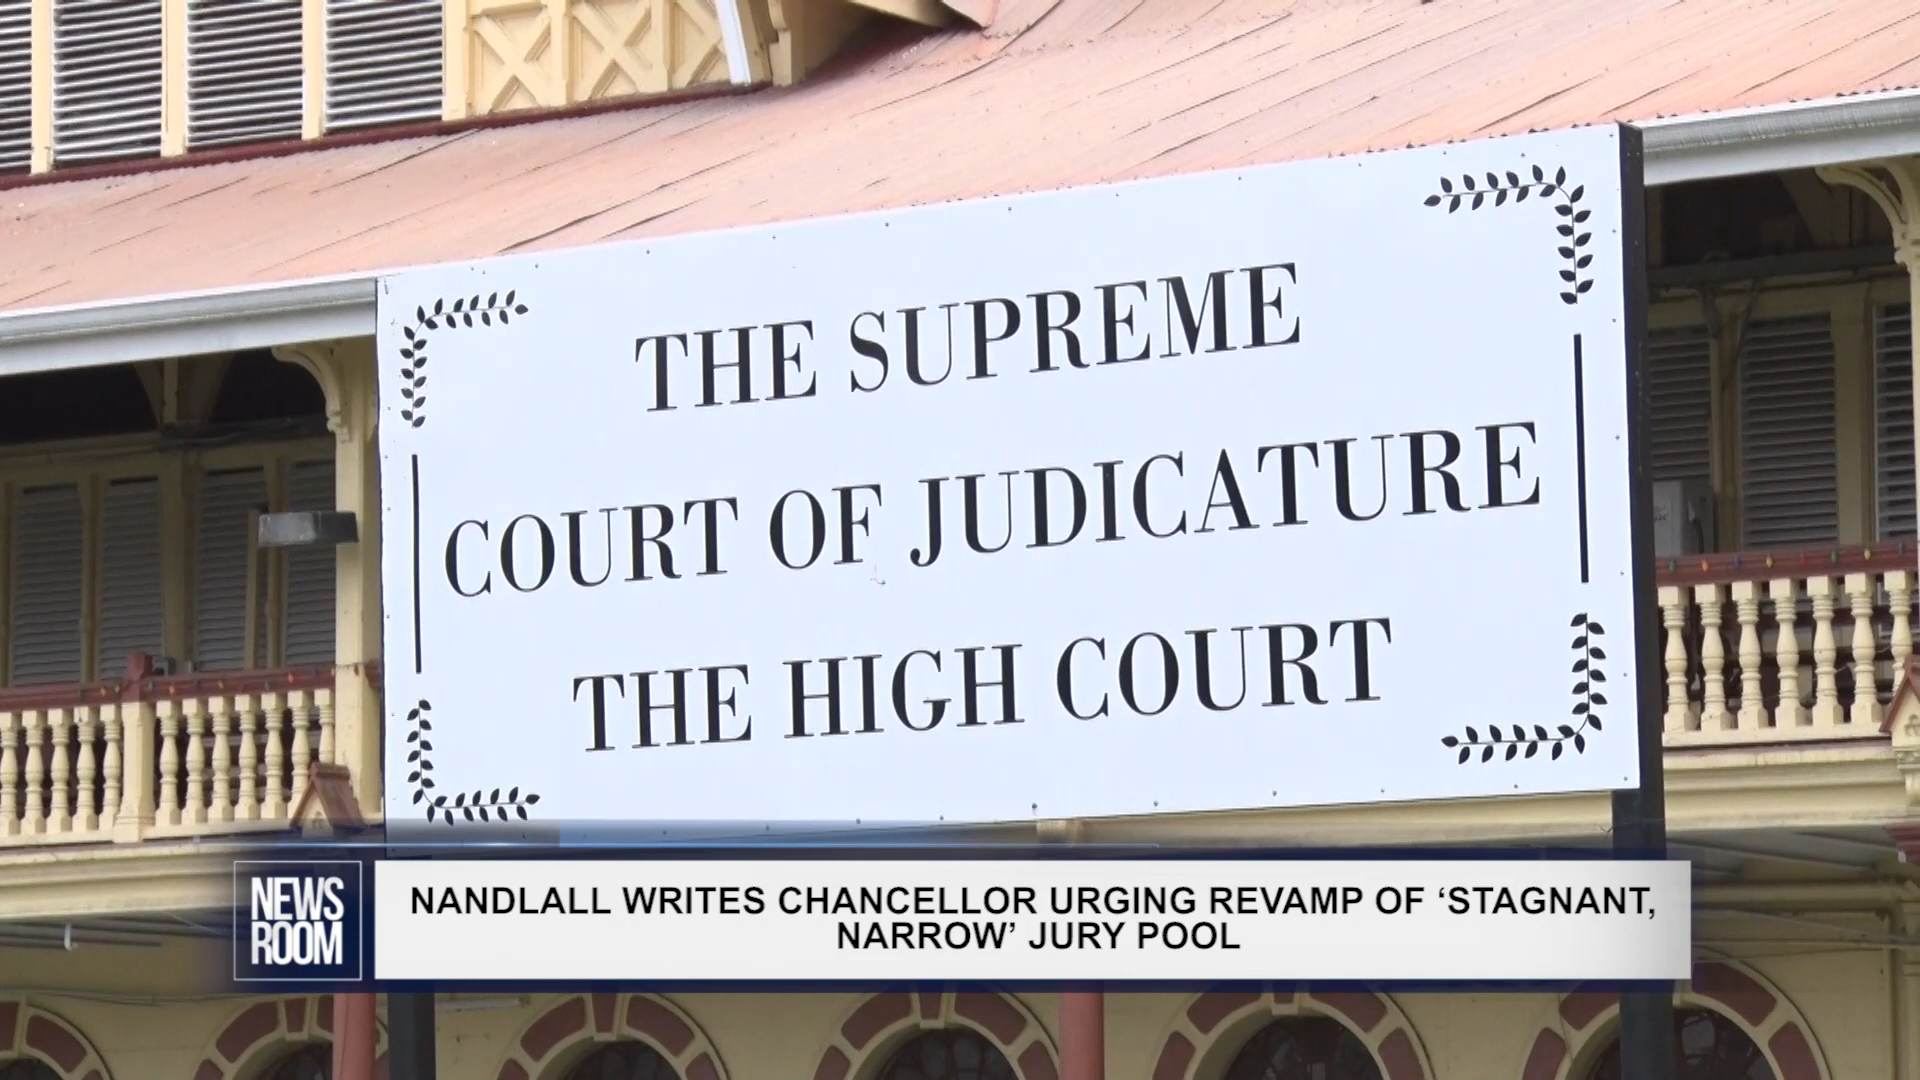 THE SUPREME
COURT OF JUDICATURE
THE HIGH COURT
NEWS
ROOM
NANDLALL WRITES CHANCELLOR URGING REVAMP OF ‘STAGNANT,
NARROW’ JURY POOL